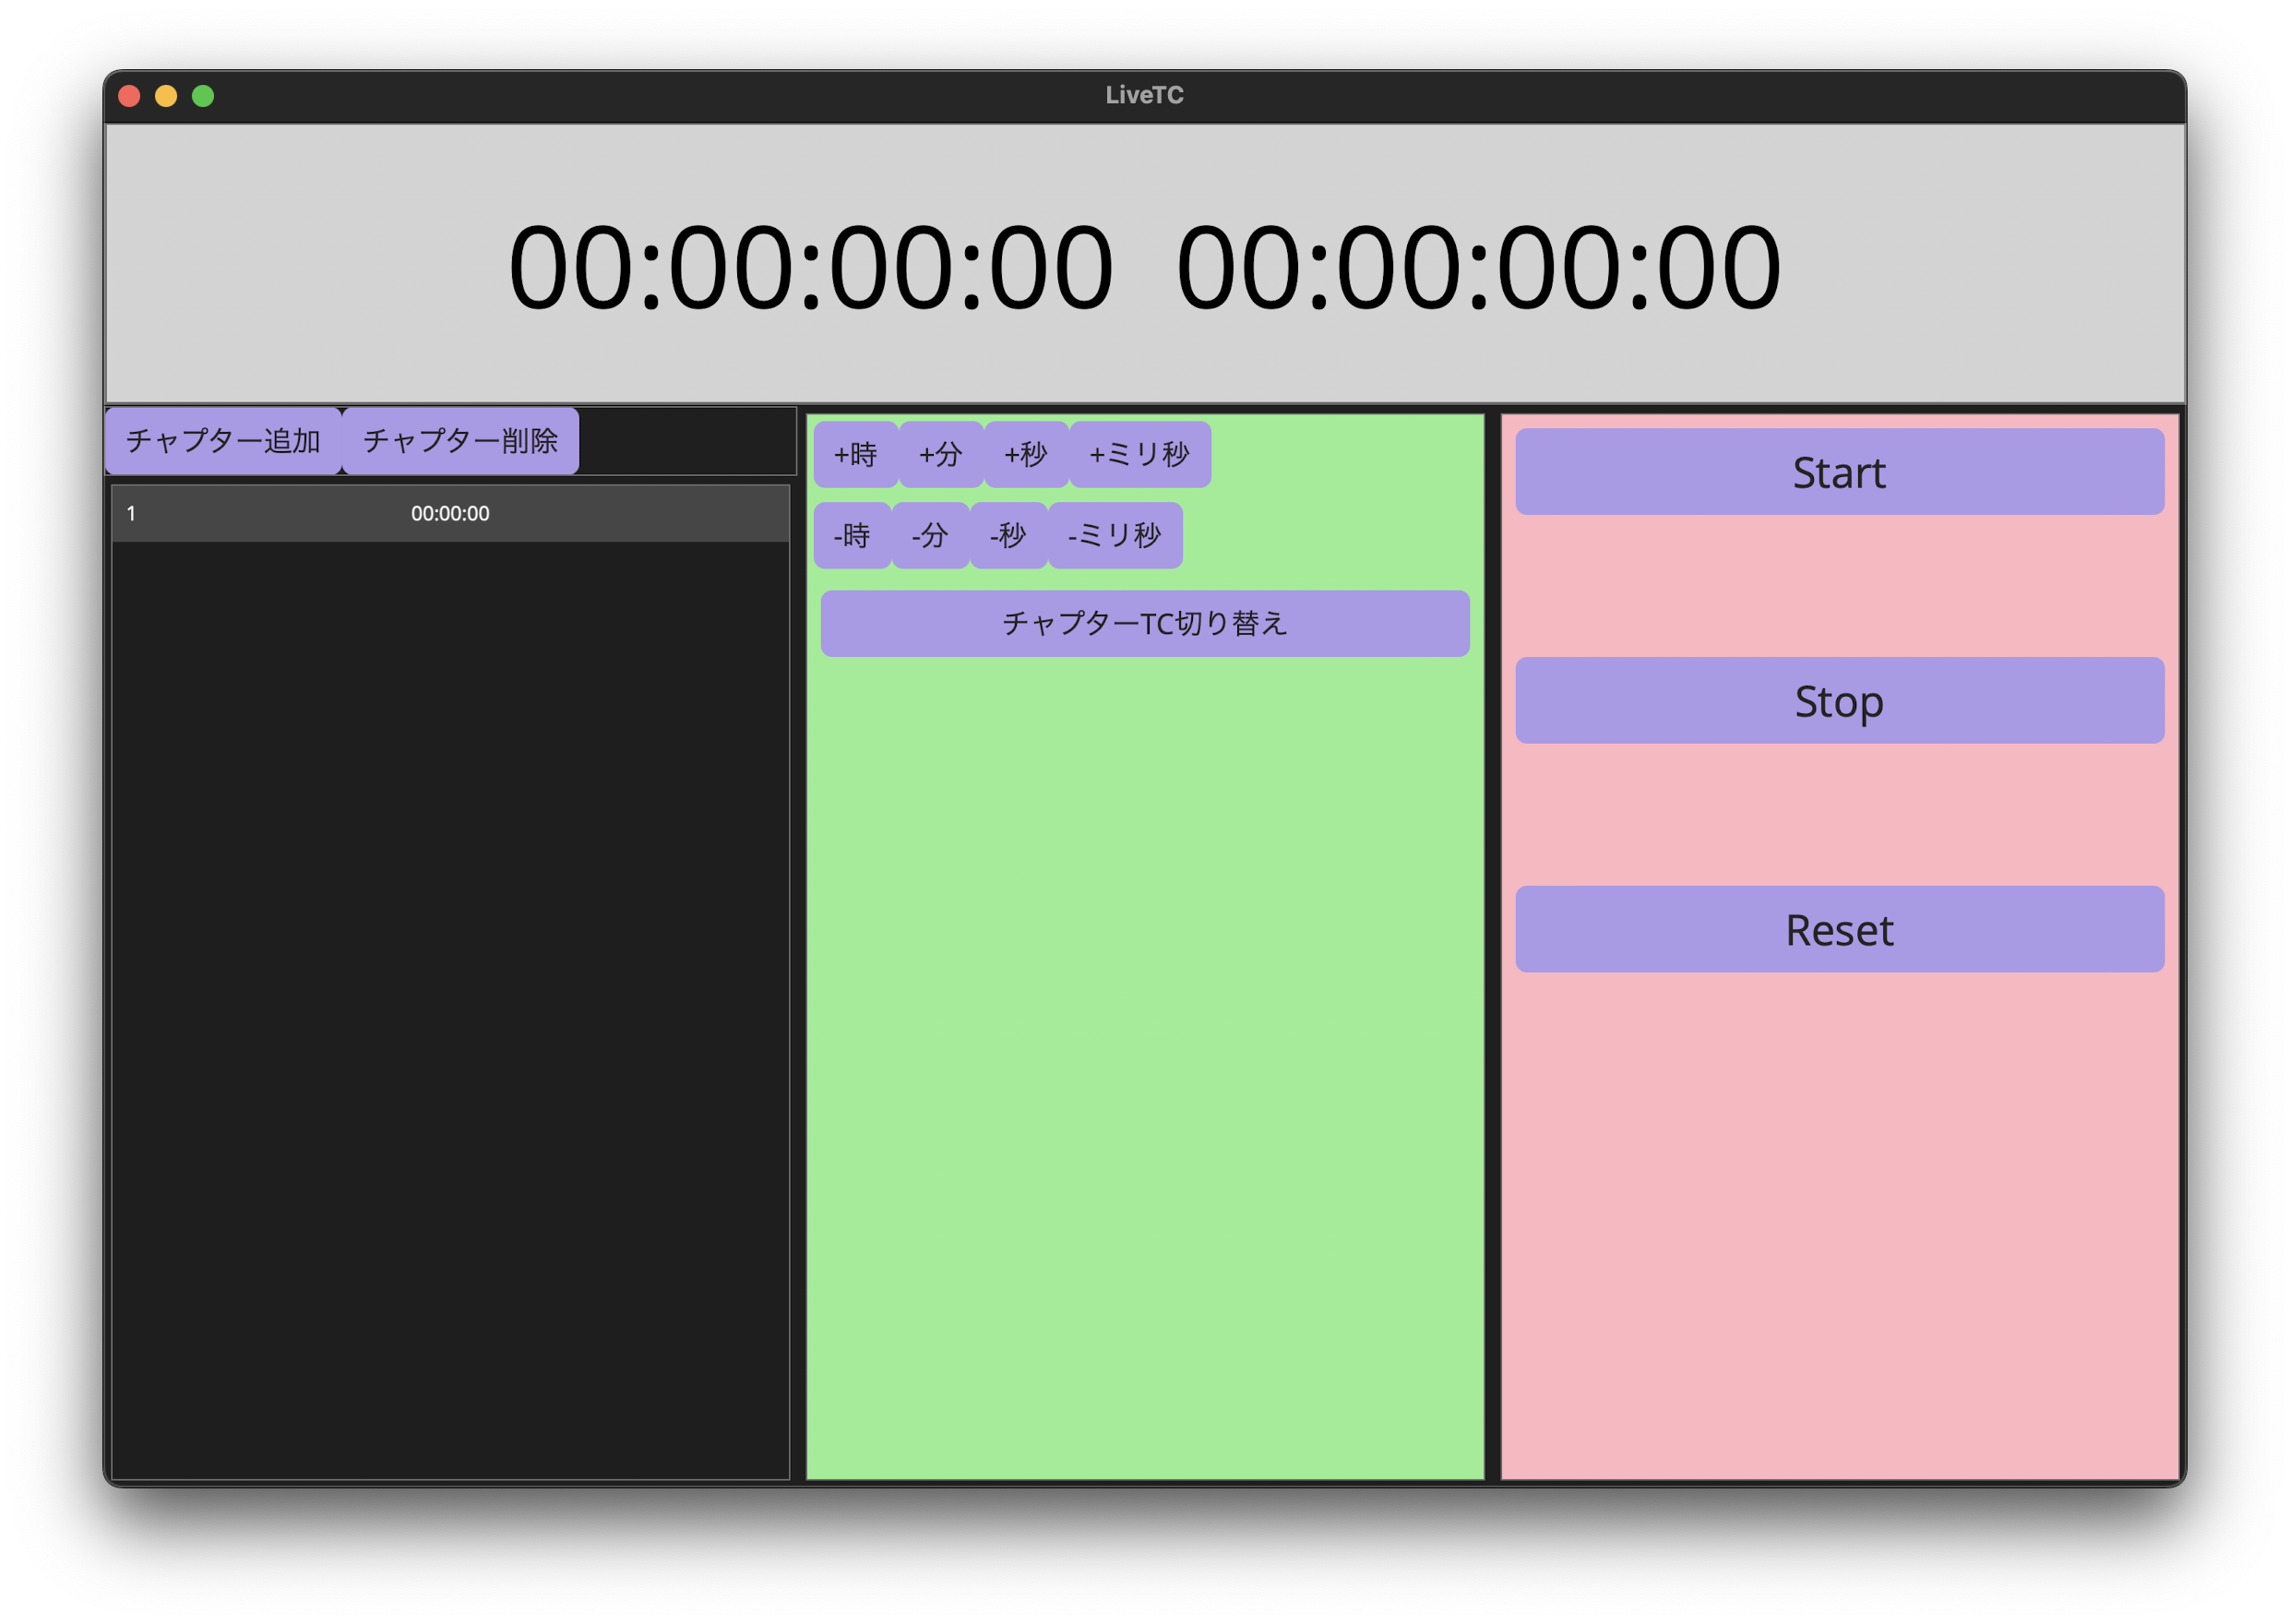 LiveTC
00:00:00:00 00:00:00:00
チャプター追加 チャプター削除
1 00:00:00
+時 +分 +秒 +ミリ秒
-時 -分 -秒 -ミリ秒
チャプターTC切り替え
Start
Stop
Reset